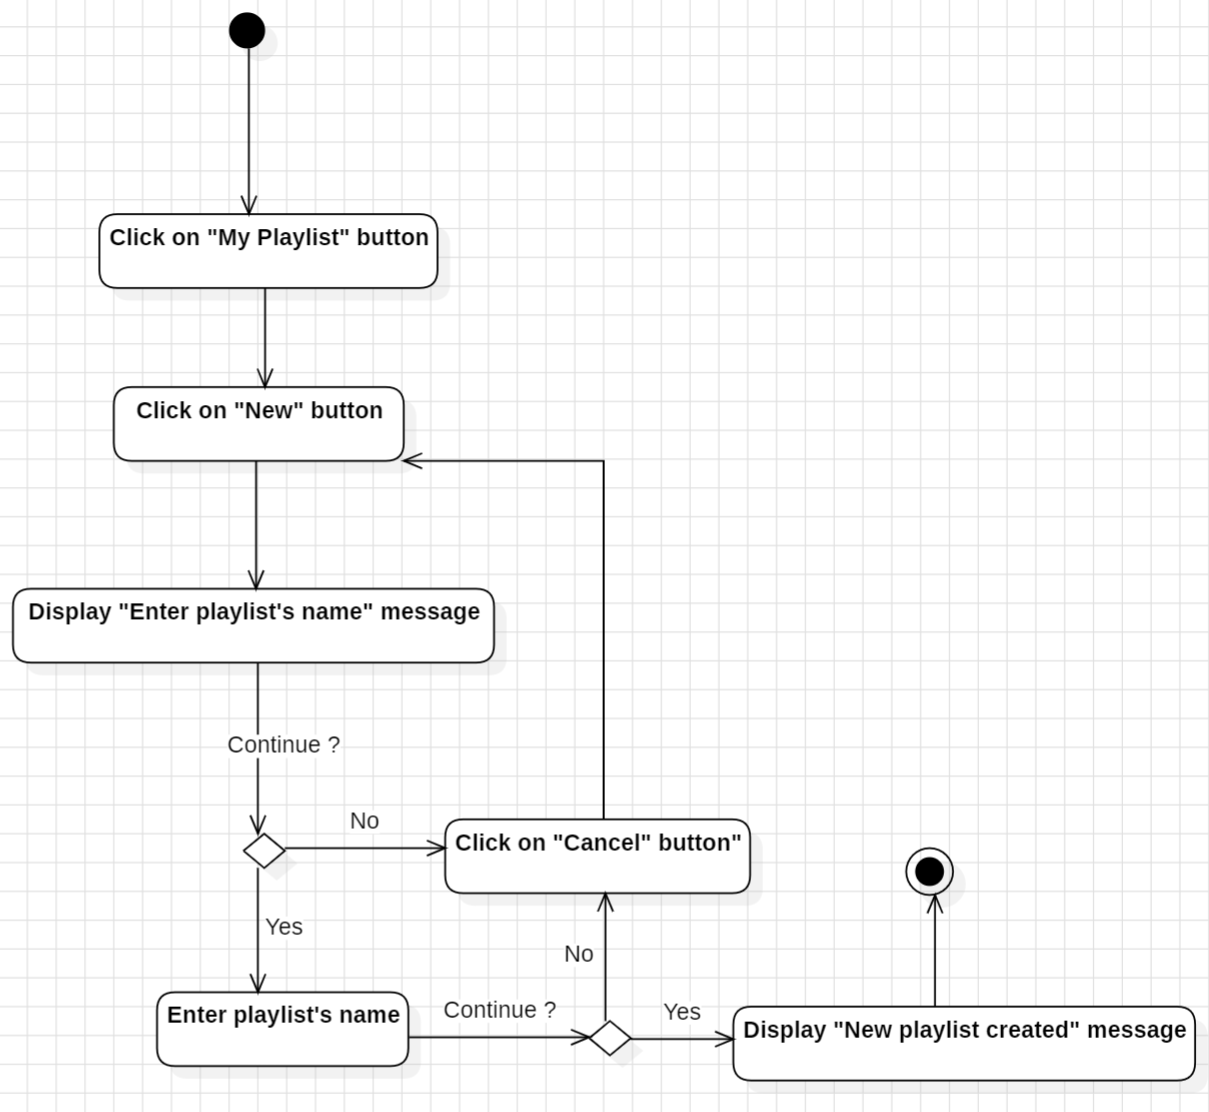 Click on "My Playlist" button
Click on "New" button
Display "Enter playlist's name" message
Continue ?
No
Click on "Cancel" button"
Yes
No
Enter playlist's name
Continue ?
Yes
Display "New playlist created" message